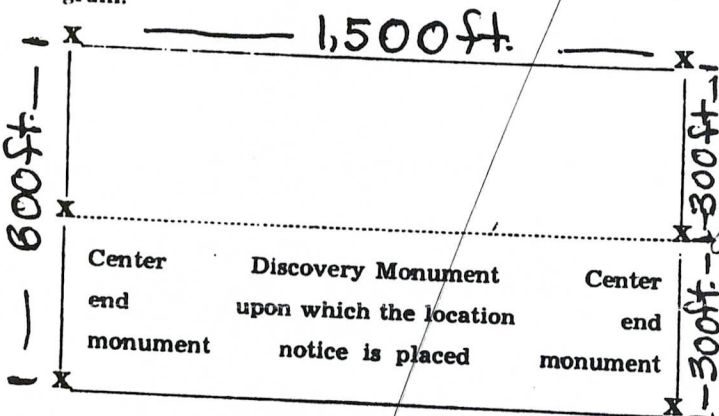 gram.
X — 1,500 ft. — X
600 ft.
300 ft.
X X
Center Discovery Monument Center
end upon which the location end
monument notice is placed monument
300 ft.
X X